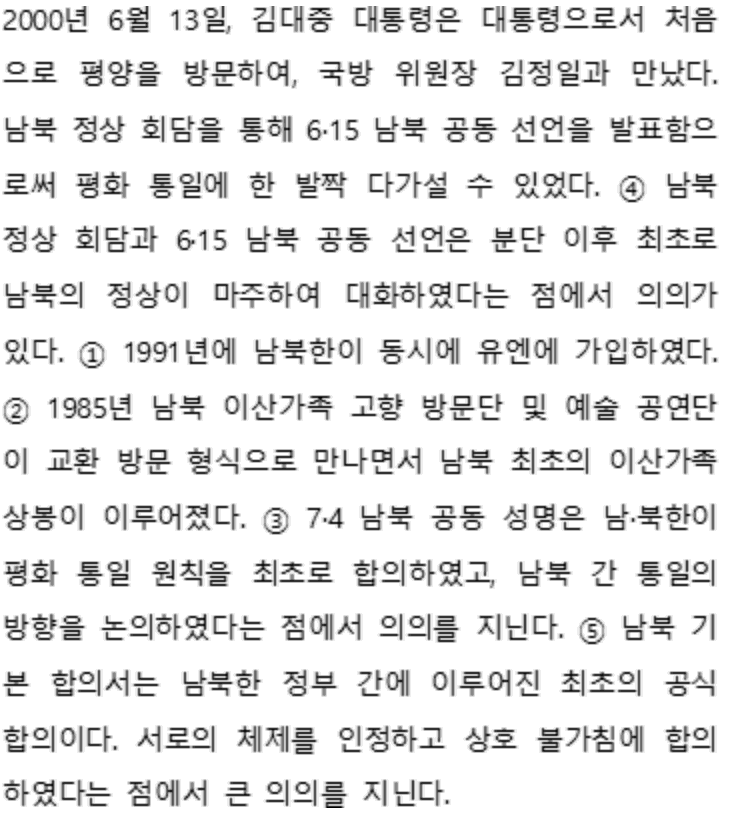 2000년 6월 13일, 김대중 대통령은 대통령으로서 처음
으로 평양을 방문하여, 국방 위원장 김정일과 만났다.
남북 정상 회담을 통해 6·15 남북 공동 선언을 발표함으
로써 평화 통일에 한 발짝 다가설 수 있었다. ④ 남북
정상 회담과 6·15 남북 공동 선언은 분단 이후 최초로
남북의 정상이 마주하여 대화하였다는 점에서 의의가
있다. ① 1991년에 남북한이 동시에 유엔에 가입하였다.
② 1985년 남북 이산가족 고향 방문단 및 예술 공연단
이 교환 방문 형식으로 만나면서 남북 최초의 이산가족
상봉이 이루어졌다. ③ 7·4 남북 공동 성명은 남·북한이
평화 통일 원칙을 최초로 합의하였고, 남북 간 통일의
방향을 논의하였다는 점에서 의의를 지닌다. ⑤ 남북 기
본 합의서는 남북한 정부 간에 이루어진 최초의 공식
합의이다. 서로의 체제를 인정하고 상호 불가침에 합의
하였다는 점에서 큰 의의를 지닌다.